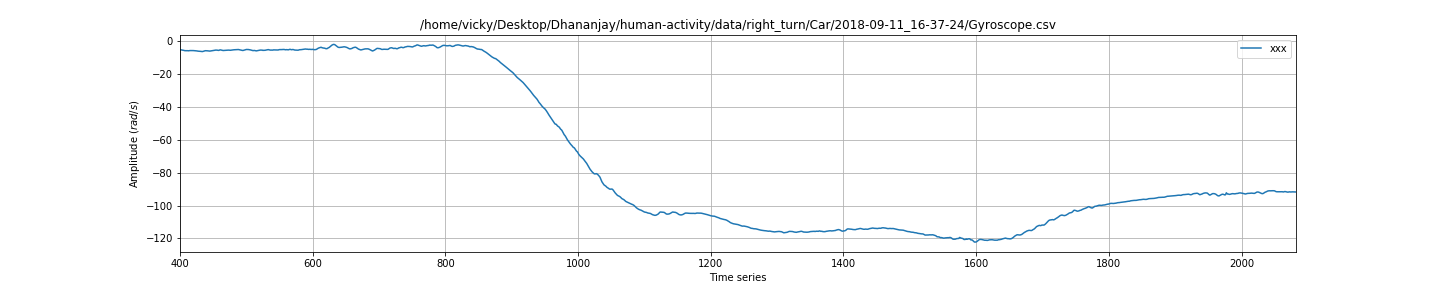 /home/vicky/Desktop/Dhananjay/human-activity/data/right_turn/Car/2018-09-11_16-37-24/Gyroscope.csv
xxx
Amplitude (rad/s)
0
−20
−40
−60
−80
−100
−120
400 600 800 1000 1200 1400 1600 1800 2000
Time series